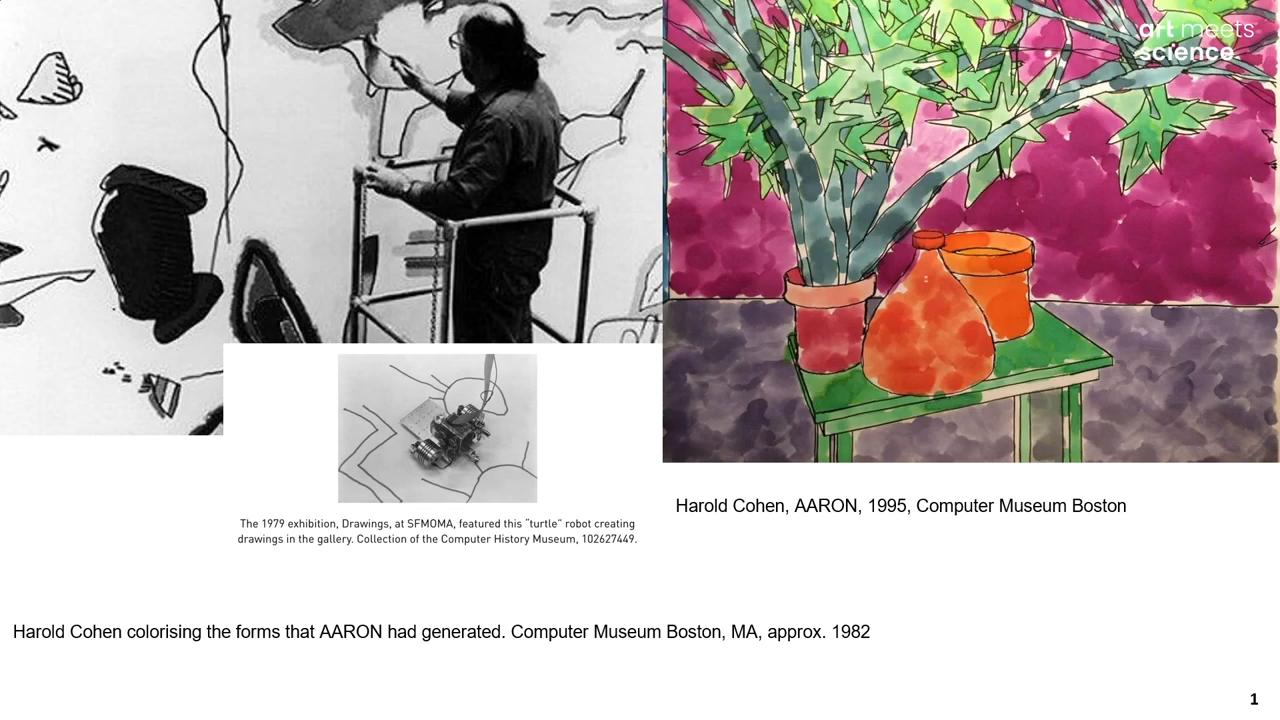 art meets
science
The 1979 exhibition, Drawings, at SFMOMA, featured this "turtle" robot creating
drawings in the gallery. Collection of the Computer History Museum, 102627449.
Harold Cohen, AARON, 1995, Computer Museum Boston
Harold Cohen colorising the forms that AARON had generated. Computer Museum Boston, MA, approx. 1982
1